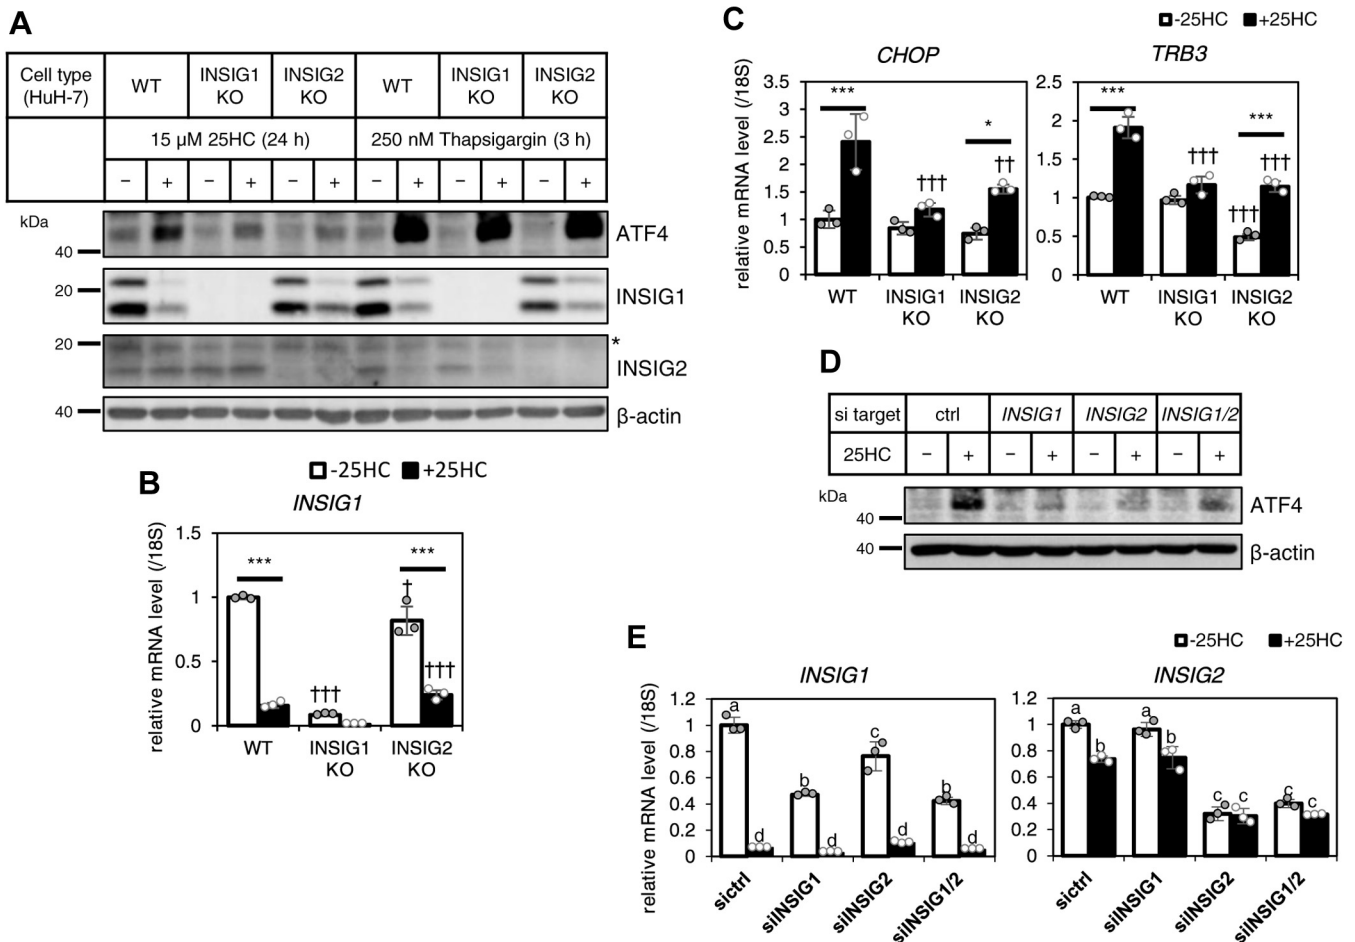 A
Cell type (HuH-7)
WT
INSIG1 KO
INSIG2 KO
WT
INSIG1 KO
INSIG2 KO
15 μM 25HC (24 h)
250 nM Thapsigargin (3 h)
− + − + − + − + − + − +
kDa
40
ATF4
20
INSIG1
20
*
INSIG2
40
β-actin
B
-25HC +25HC
INSIG1
relative mRNA level (/18S)
1.5
1
0.5
0
***
†††
***
†
†††
WT
INSIG1 KO
INSIG2 KO
C
-25HC +25HC
CHOP
relative mRNA level (/18S)
3.5
3
2.5
2
1.5
1
0.5
0
***
†††
*
††
WT
INSIG1 KO
INSIG2 KO
TRB3
2.5
2
1.5
1
0.5
0
***
†††
***
†††
†††
WT
INSIG1 KO
INSIG2 KO
D
si target
ctrl
INSIG1
INSIG2
INSIG1/2
25HC
− + − + − + − +
kDa
40
ATF4
40
β-actin
E
-25HC +25HC
INSIG1
relative mRNA level (/18S)
1.2
1
0.8
0.6
0.4
0.2
0
a
d
b
d
c
d
b
d
sictrl
siINSIG1
siINSIG2
siINSIG1/2
INSIG2
1.2
1
0.8
0.6
0.4
0.2
0
a
b
a
b
c
c
c
c
sictrl
siINSIG1
siINSIG2
siINSIG1/2